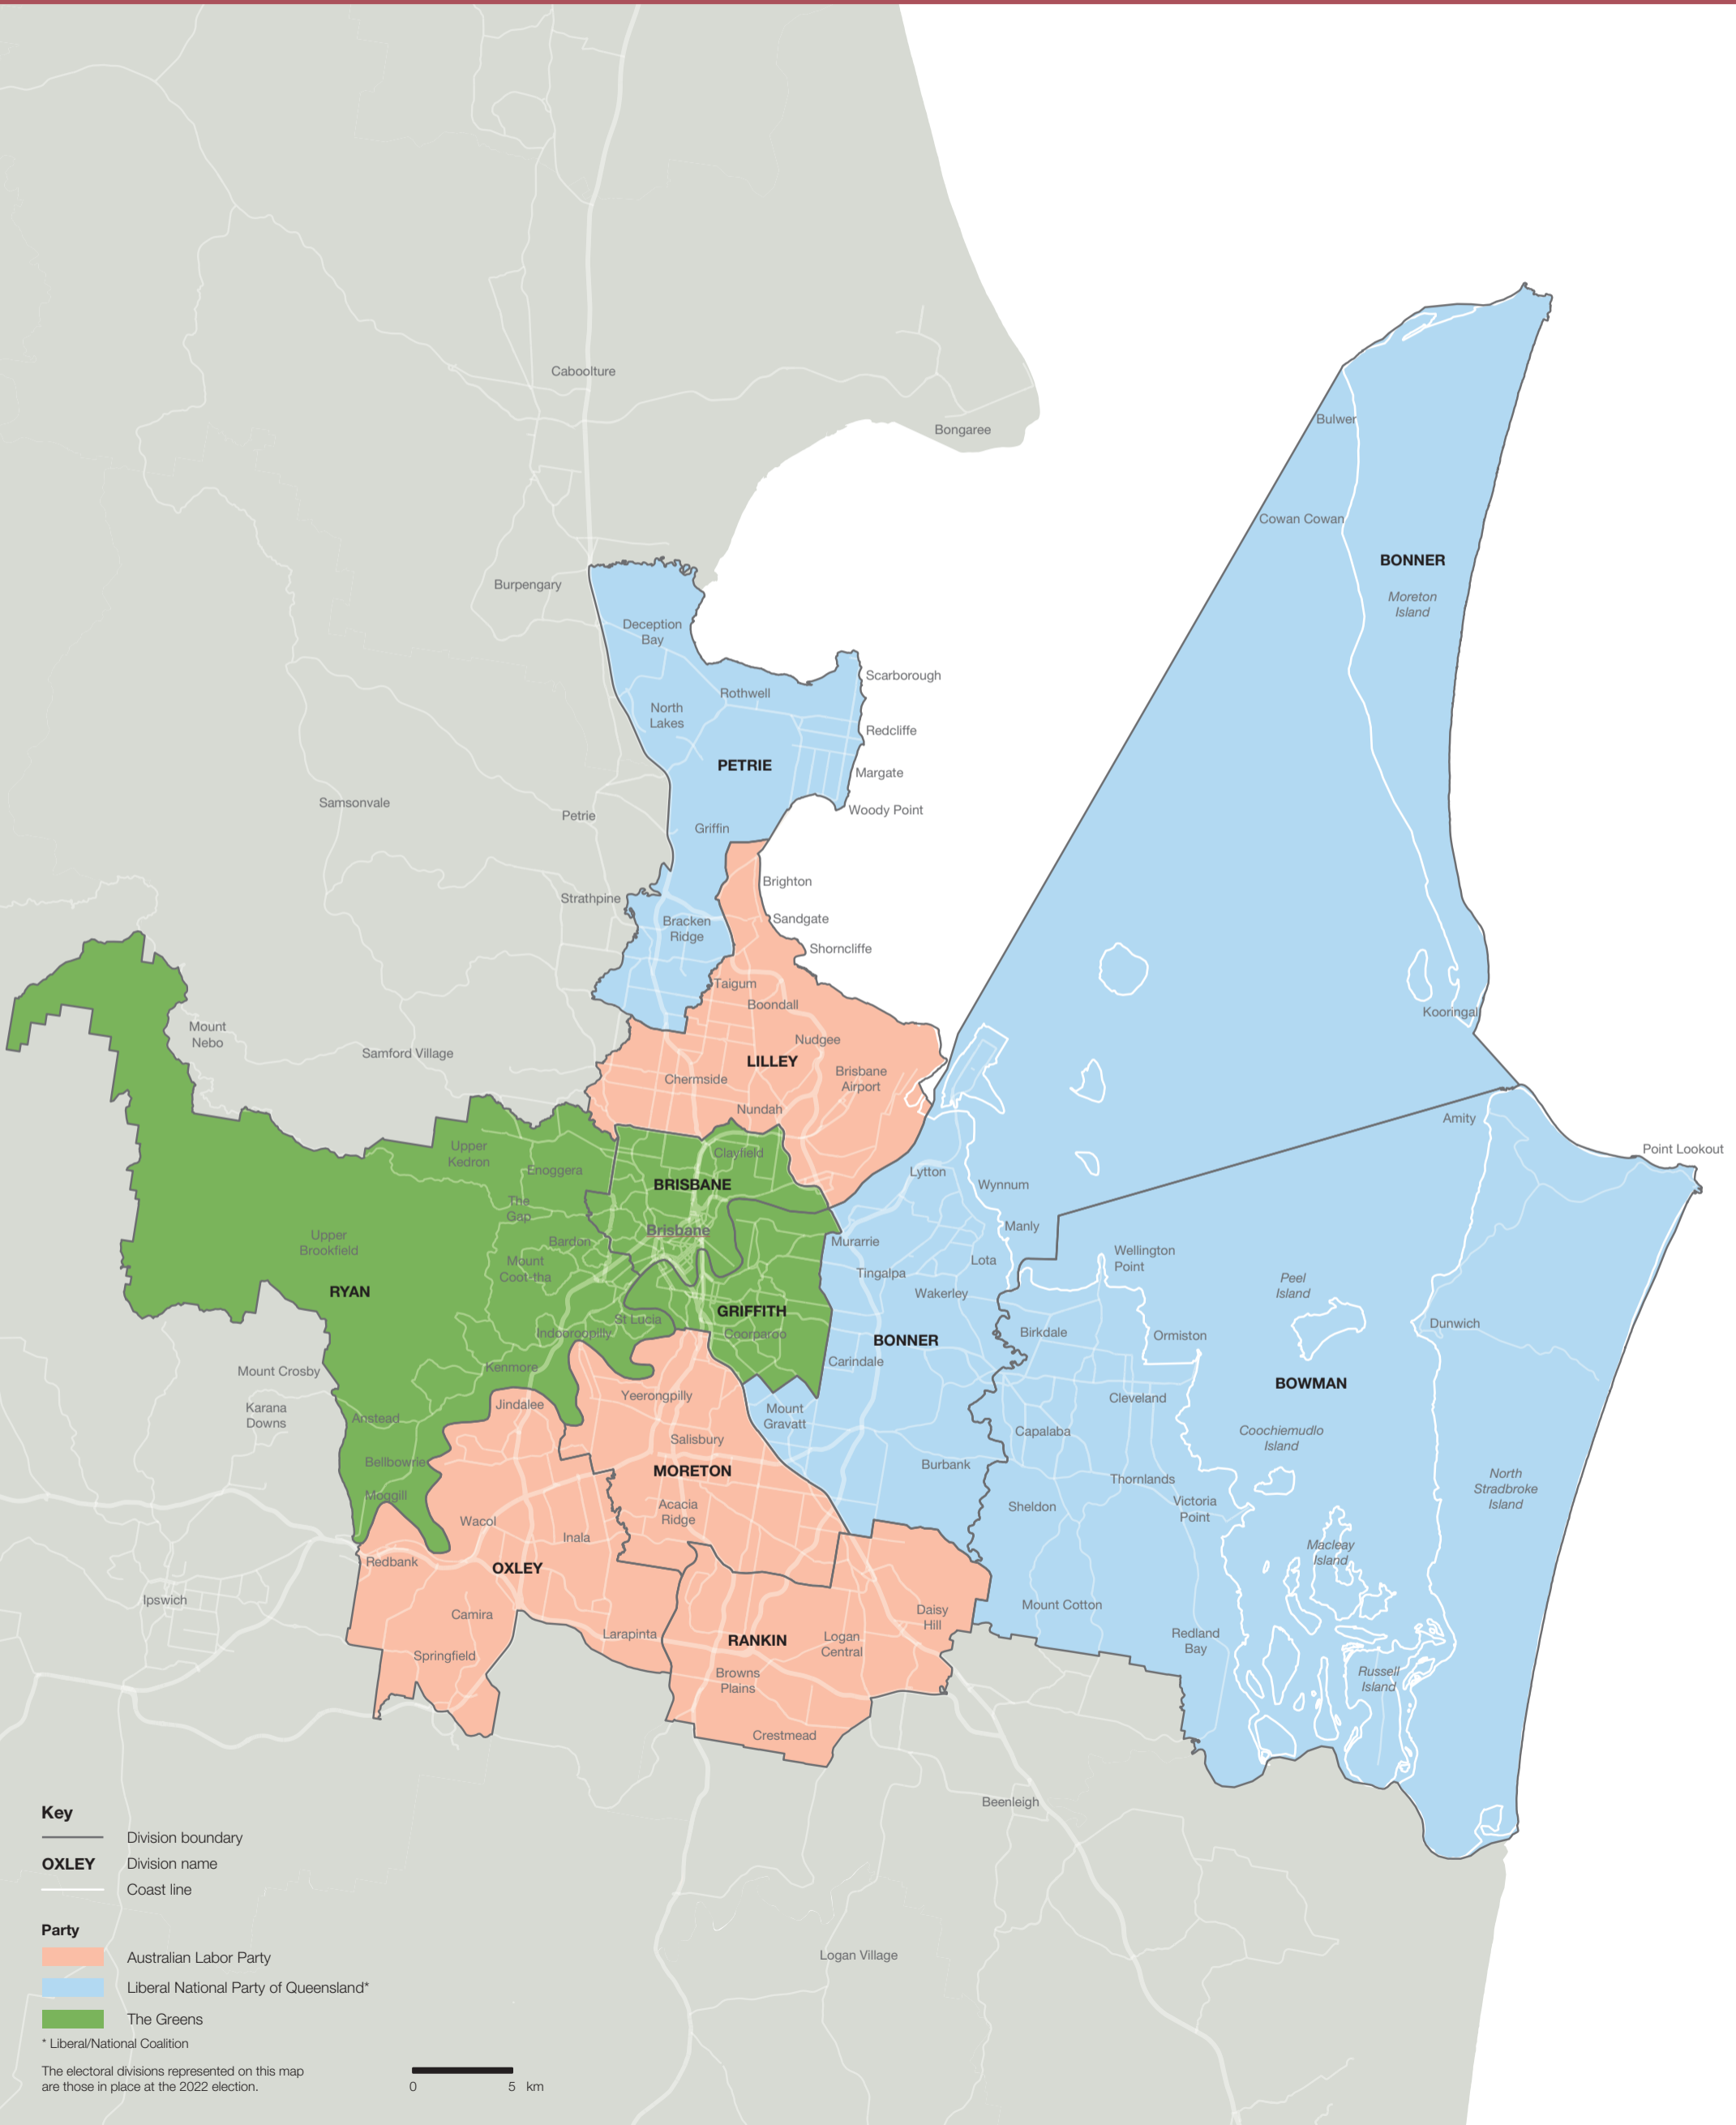 Caboolture
Bongaree
Bulwer
Cowan Cowan
BONNER
Moreton
Island
Burpengary
Deception
Bay
Scarborough
Rothwell
North
Lakes
Redcliffe
PETRIE
Margate
Samsonvale
Woody Point
Petrie
Griffin
Brighton
Strathpine
Sandgate
Bracken
Ridge
Shorncliffe
Taigum
Boondall
Kooringal
Mount
Nebo
Nudgee
Samford Village
LILLEY
Chermside
Brisbane
Airport
Nundah
Amity
Upper
Kedron
Clayfield
Point Lookout
Enoggera
Lytton
BRISBANE
Wynnum
The
Gap
Brisbane
Manly
Upper
Brookfield
Bardon
Murarrie
Wellington
Point
Mount
Coot-tha
Lota
Tingalpa
Peel
Island
RYAN
Wakerley
GRIFFITH
St Lucia
Dunwich
Indooroopilly
Coorparoo
BONNER
Birkdale
Ormiston
Mount Crosby
Kenmore
Carindale
BOWMAN
Karana
Downs
Anstead
Jindalee
Yeerongpilly
Mount
Gravatt
Cleveland
Capalaba
Coochiemudlo
Island
Salisbury
Bellbowrie
MORETON
Burbank
Thornlands
North
Stradbroke
Island
Moggill
Acacia
Ridge
Sheldon
Victoria
Point
Wacol
Inala
Macleay
Island
Redbank
OXLEY
Ipswich
Camira
Daisy
Hill
Mount Cotton
Larapinta
RANKIN
Logan
Central
Redland
Bay
Springfield
Browns
Plains
Russell
Island
Crestmead
Beenleigh
Logan Village
Key
Division boundary
OXLEY Division name
Coast line
Party
Australian Labor Party
Liberal National Party of Queensland*
The Greens
* Liberal/National Coalition
The electoral divisions represented on this map
are those in place at the 2022 election.
0 5 km